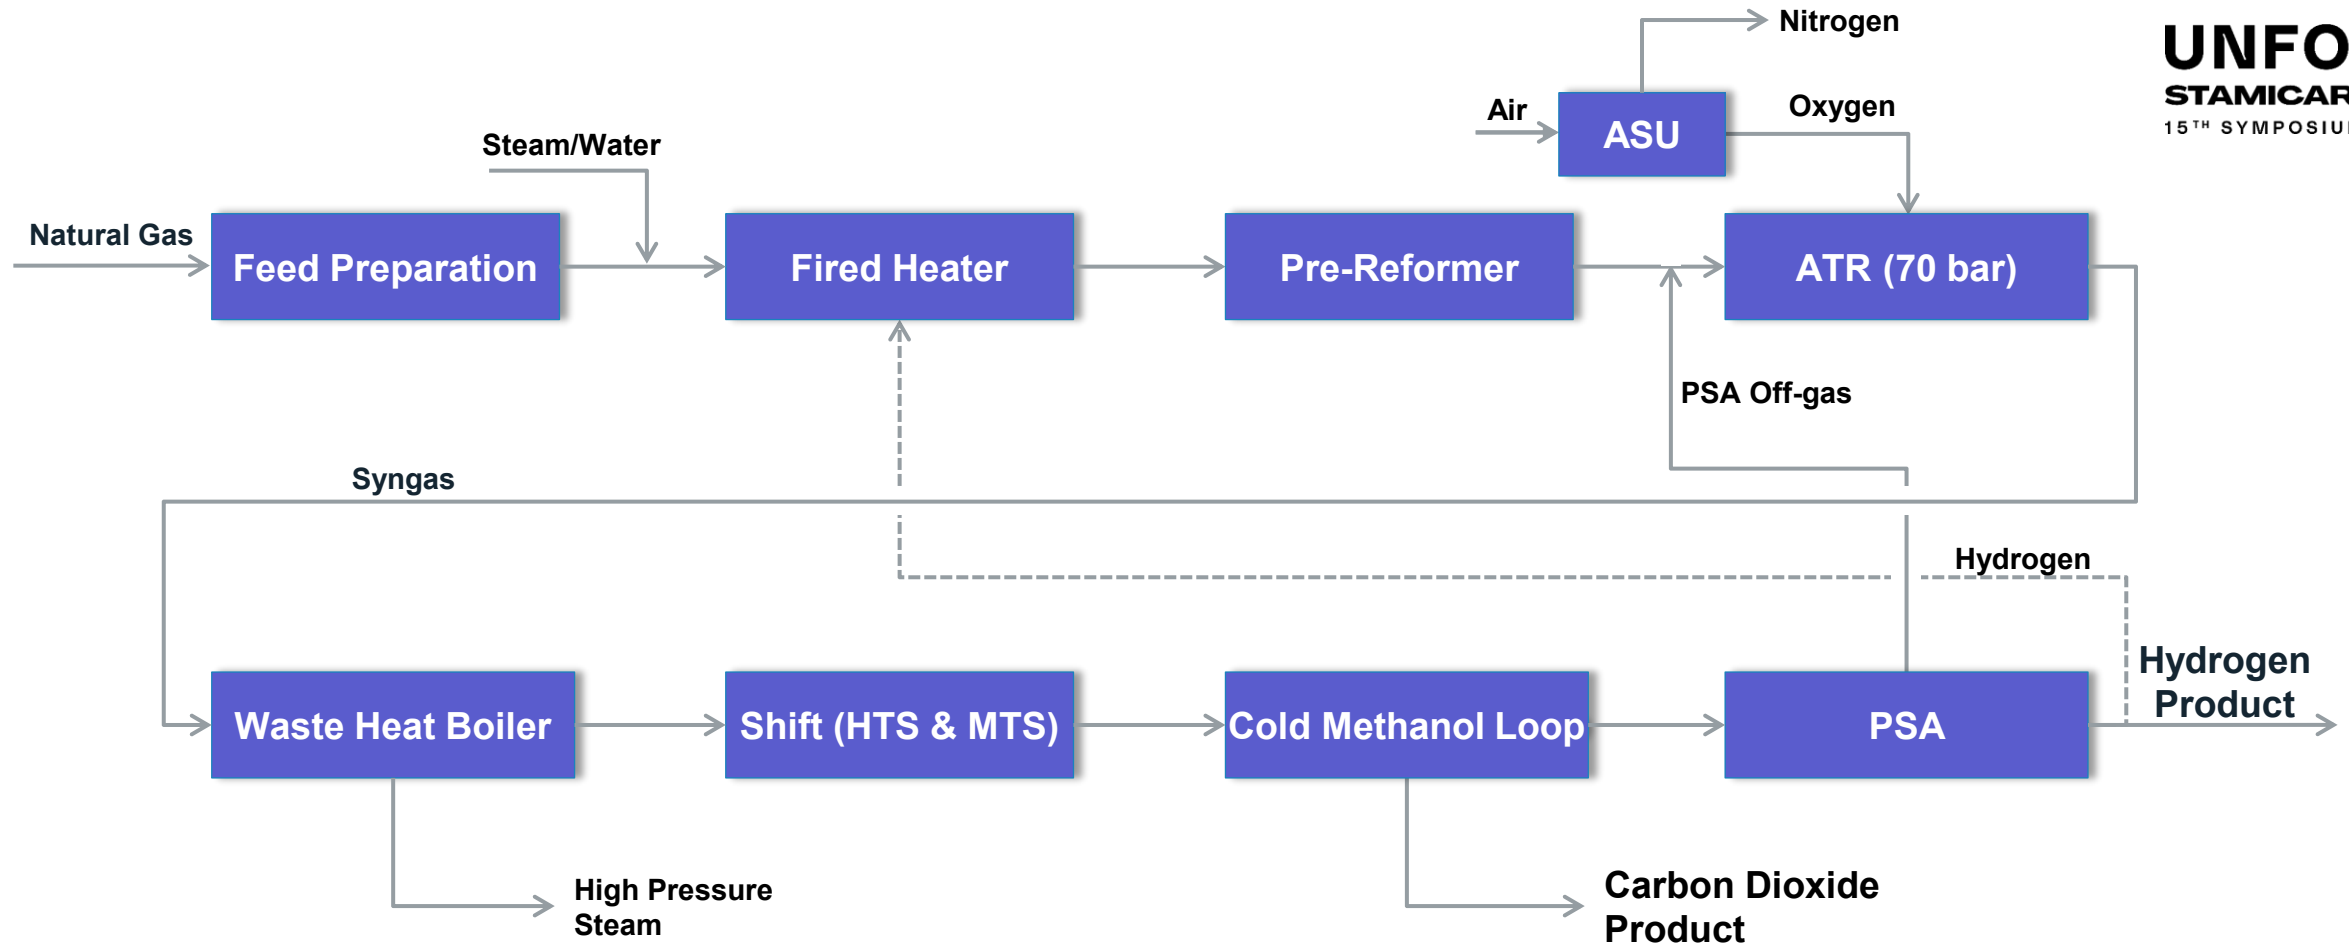 Nitrogen
UNFO
STAMICAR
15TH SYMPOSIU
Air
Oxygen
ASU
Steam/Water
Natural Gas
Feed Preparation
Fired Heater
Pre-Reformer
ATR (70 bar)
PSA Off-gas
Syngas
Hydrogen
Hydrogen
Product
Waste Heat Boiler
Shift (HTS & MTS)
Cold Methanol Loop
PSA
High Pressure
Steam
Carbon Dioxide
Product